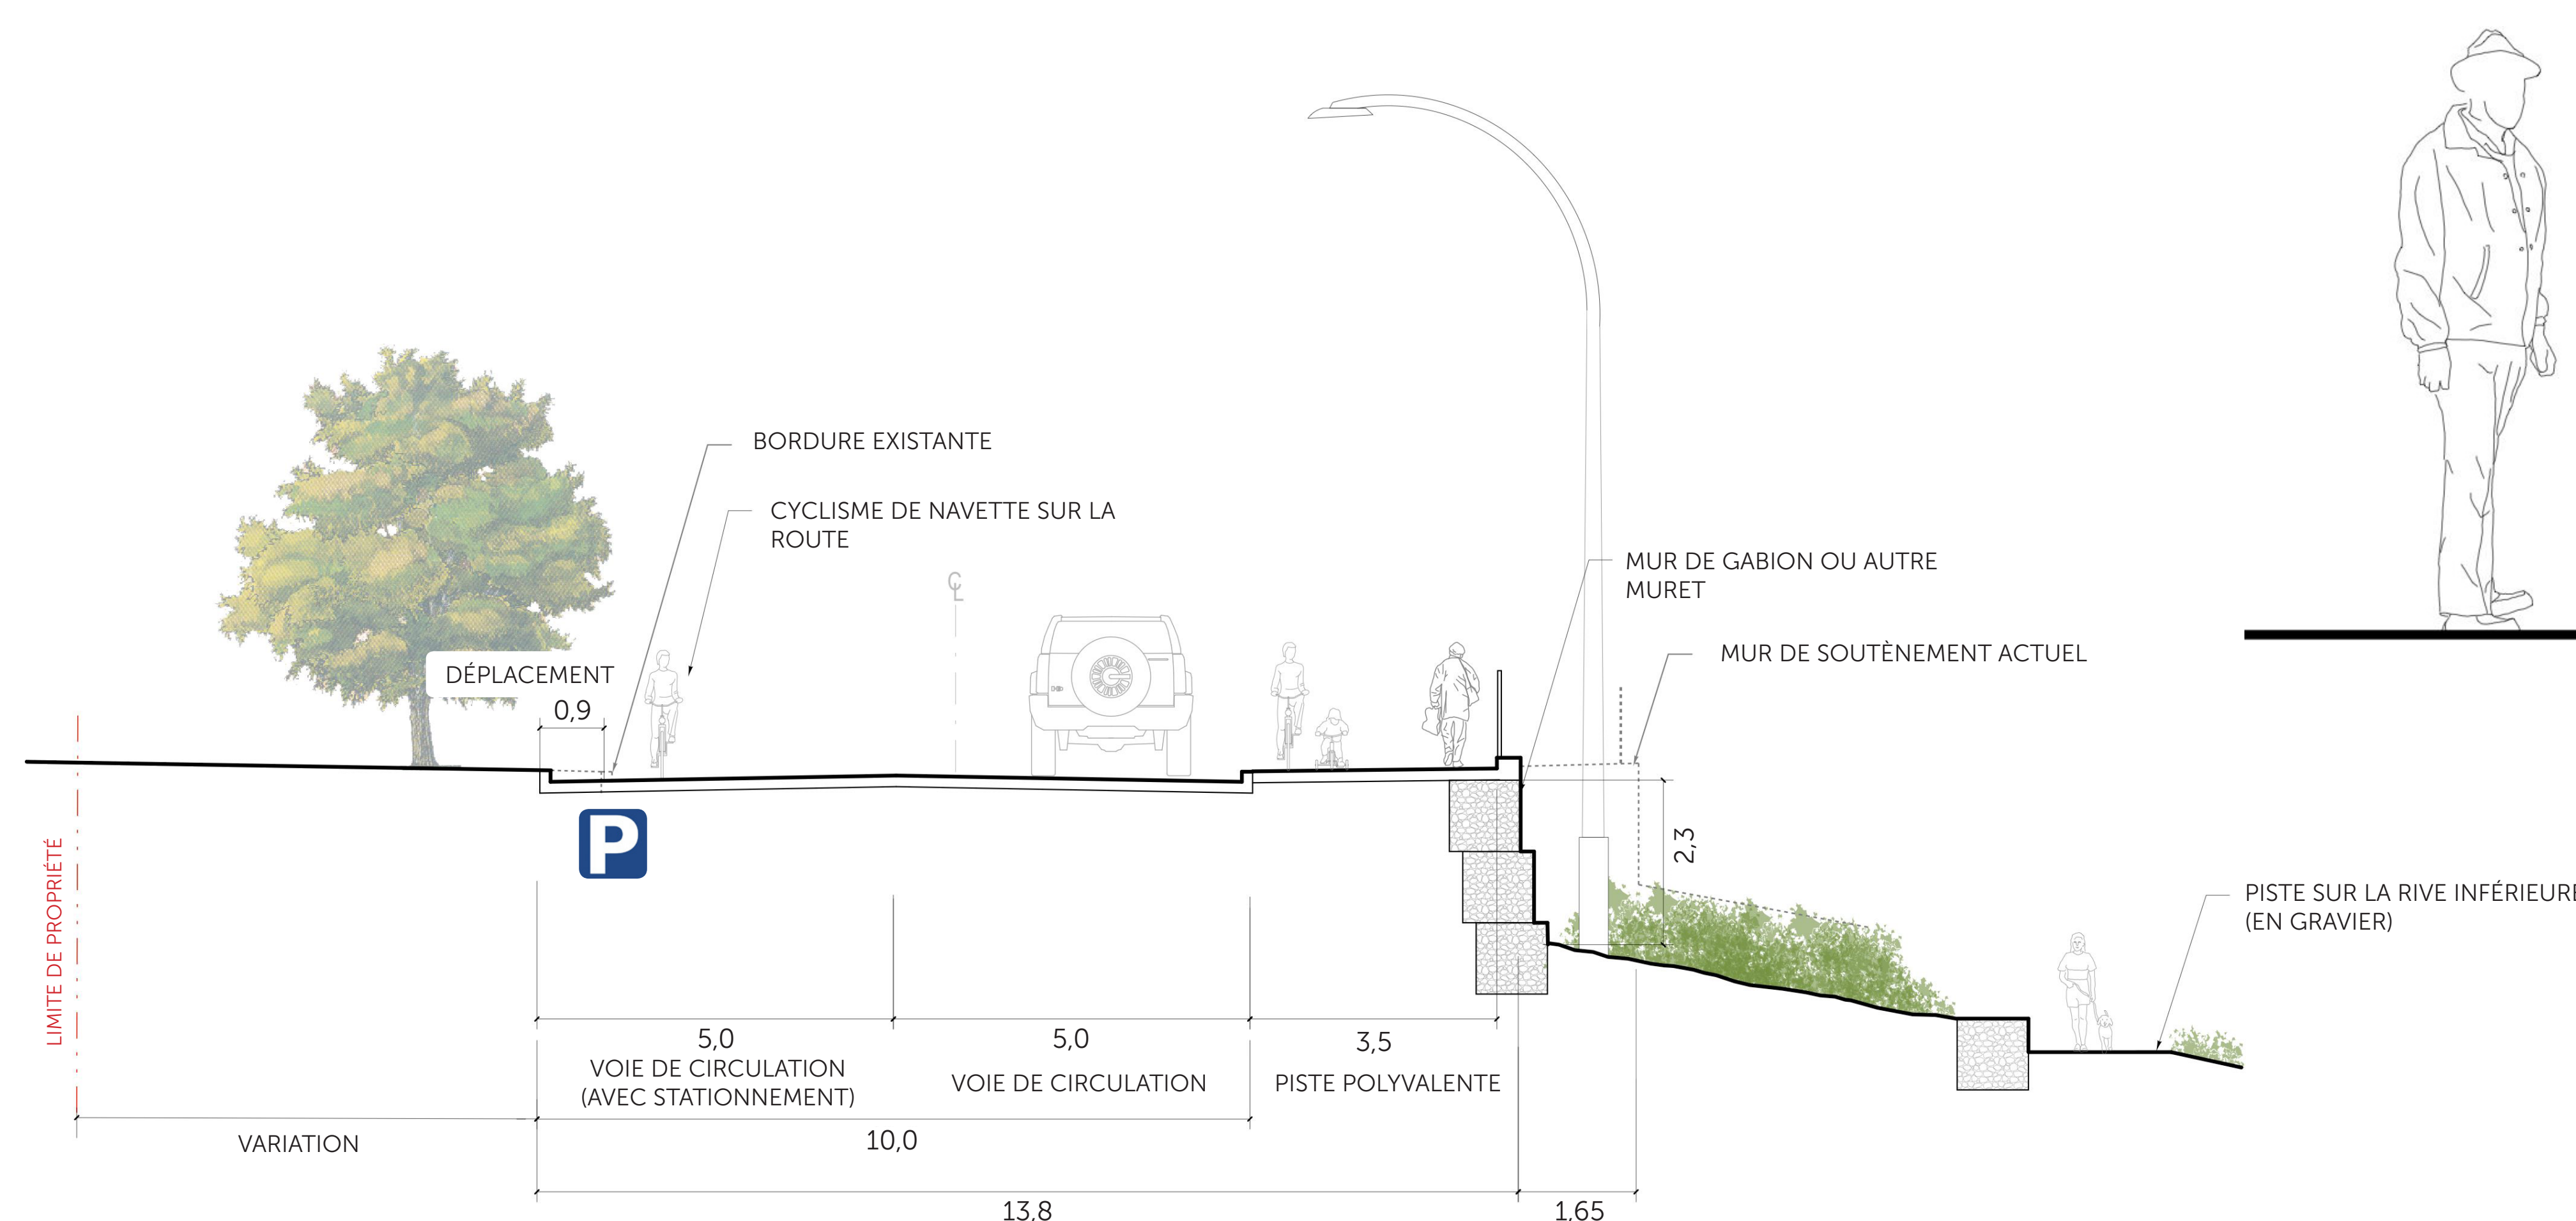 BORDURE EXISTANTE
CYCLISME DE NAVETTE SUR LA
ROUTE
℄
MUR DE GABION OU AUTRE
MURET
MUR DE SOUTÈNEMENT ACTUEL
DÉPLACEMENT
0,9
P
LIMITE DE PROPRIÉTÉ
2,3
PISTE SUR LA RIVE INFÉRIEURE
(EN GRAVIER)
5,0
VOIE DE CIRCULATION
(AVEC STATIONNEMENT)
5,0
VOIE DE CIRCULATION
3,5
PISTE POLYVALENTE
VARIATION
10,0
13,8
1,65